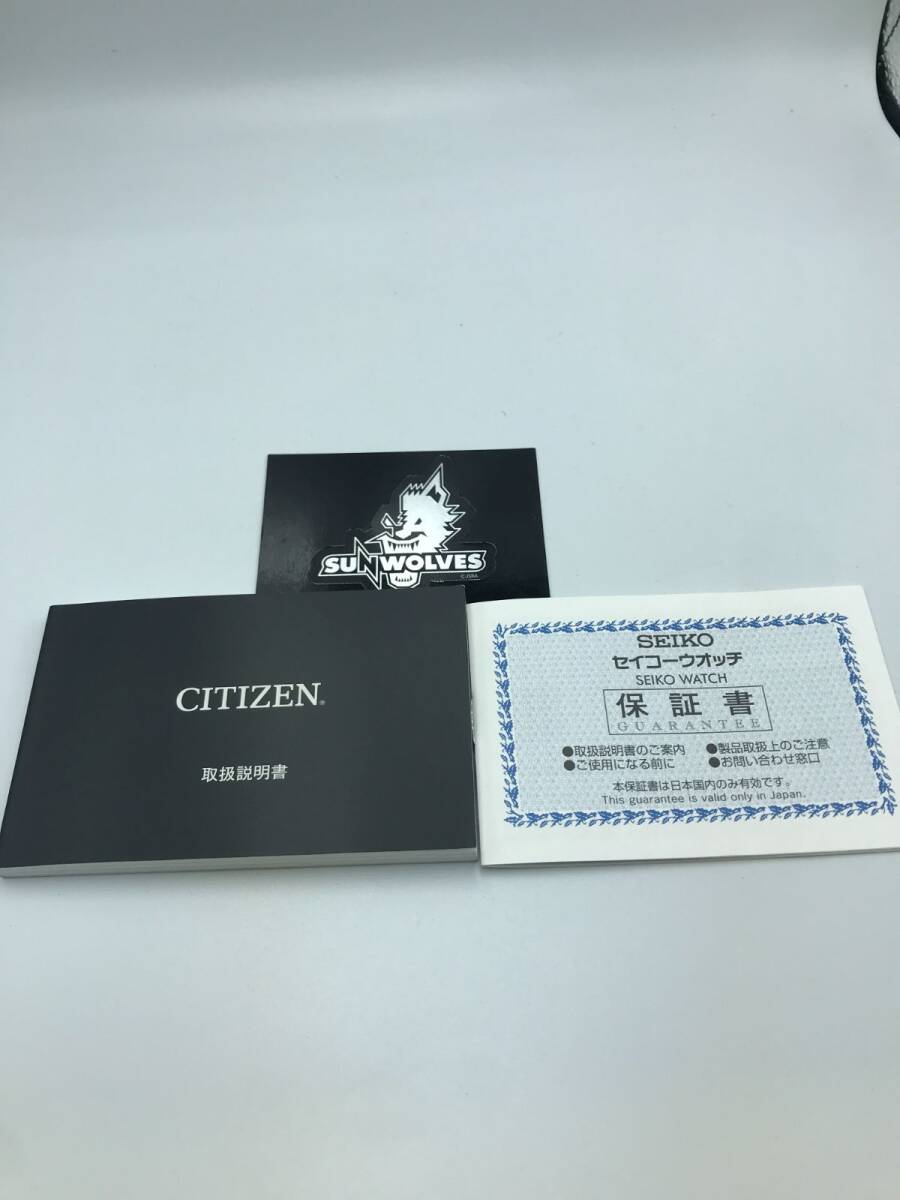 SUNWOLVES
©JSRA
CITIZEN®
取扱説明書
SEIKO
セイコーウオッチ
SEIKO WATCH
保証書
GUARANTEE
●取扱説明書のご案内 ●製品取扱上のご注意
●ご使用になる前に ●お問い合わせ窓口
本保証書は日本国内のみ有効です。
This guarantee is valid only in Japan.